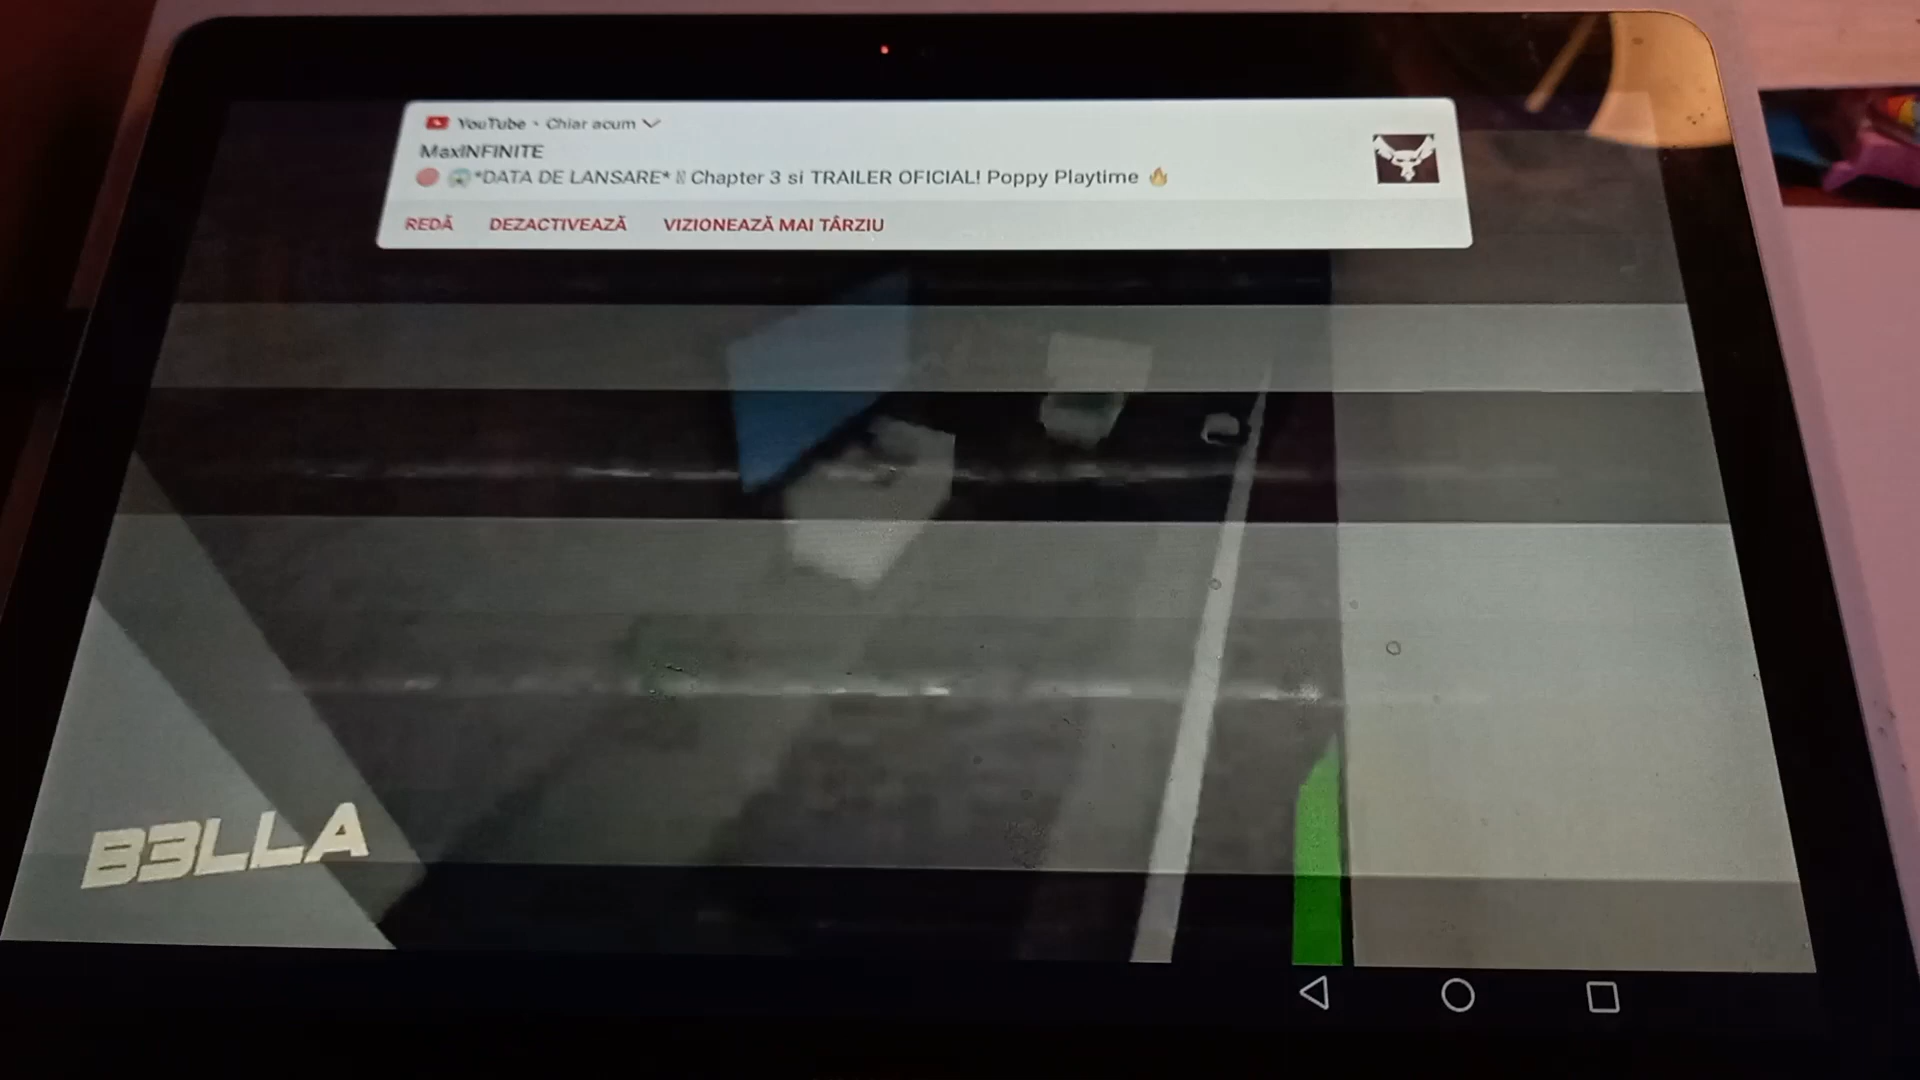 YouTube • Chiar acum
MaxINFINITE
🔴 😱*DATA DE LANSARE* Chapter 3 si TRAILER OFICIAL! Poppy Playtime 🔥
REDĂ DEZACTIVEAZĂ VIZIONEAZĂ MAI TÂRZIU
B3LLA